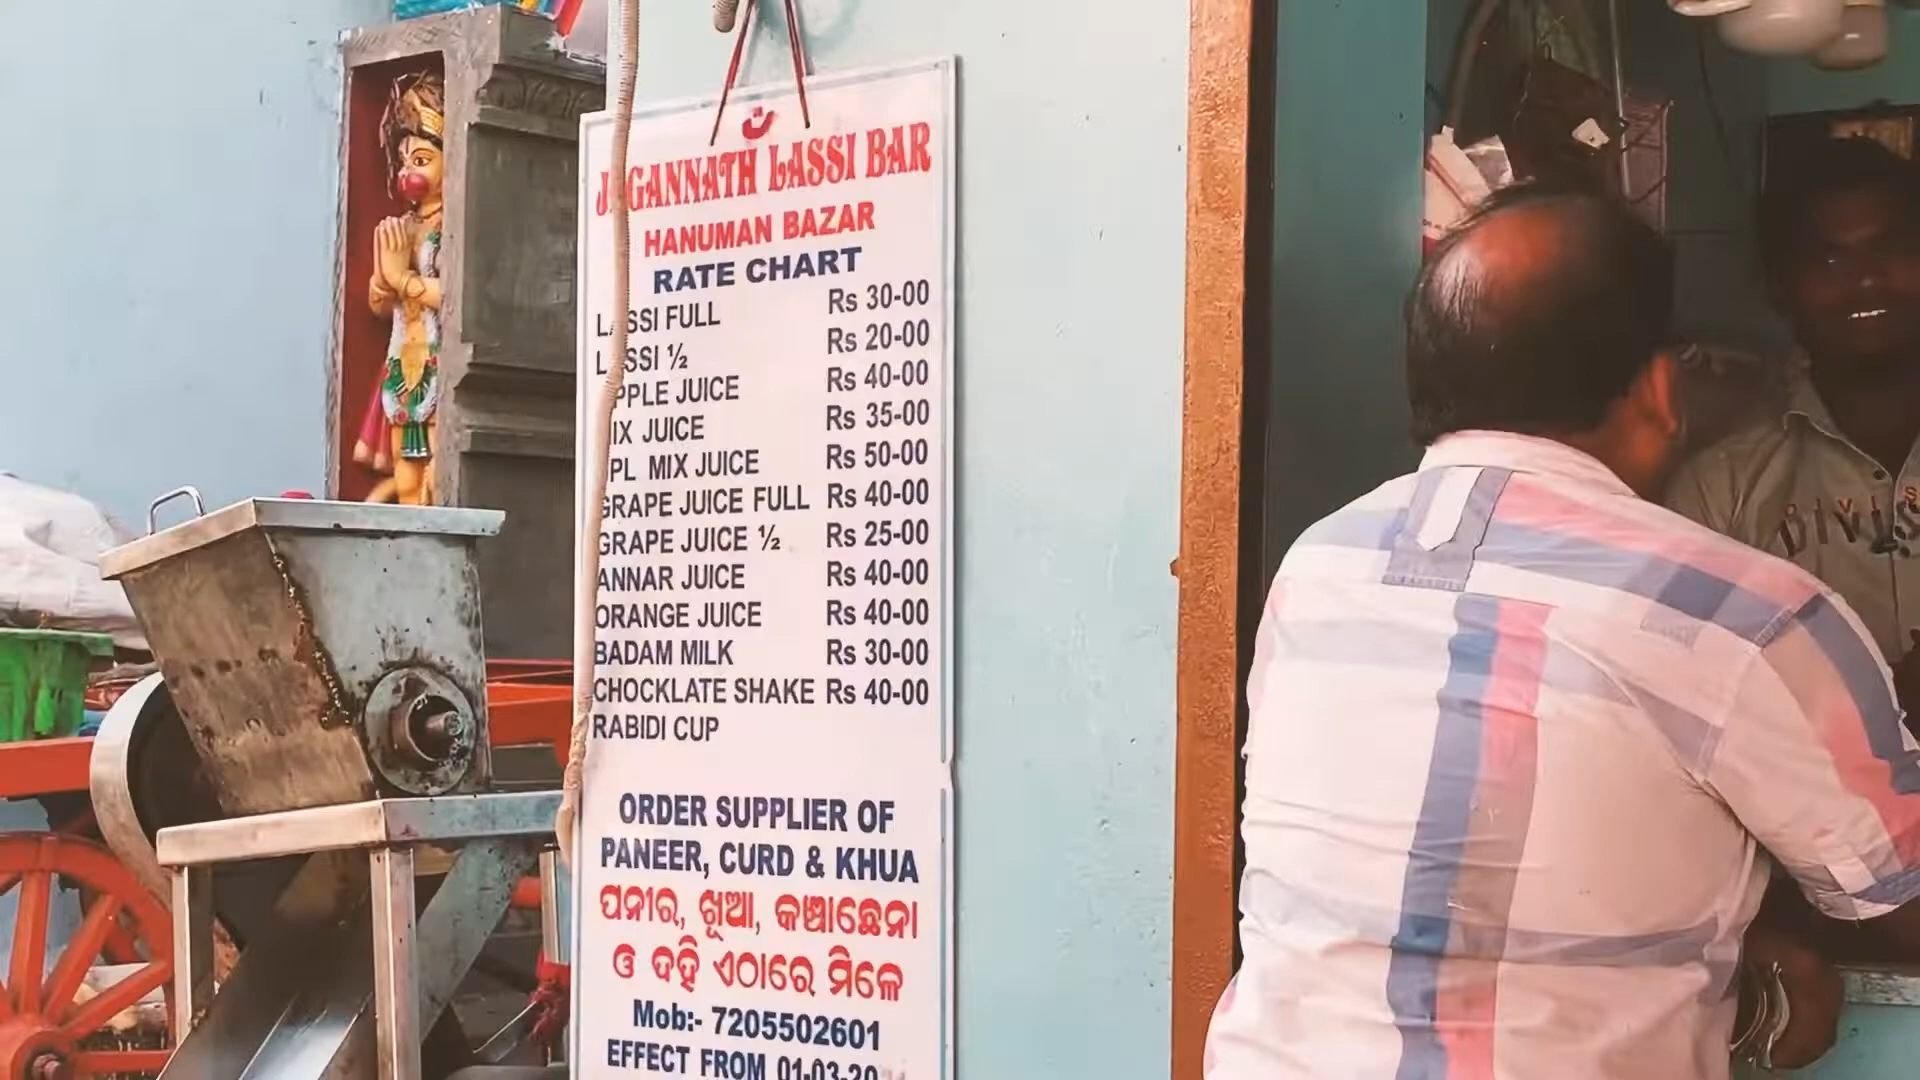 JAGANNATH LASSI BAR
HANUMAN BAZAR
RATE CHART
LASSI FULL Rs 30-00
LASSI ½ Rs 20-00
APPLE JUICE Rs 40-00
MIX JUICE Rs 35-00
SPL MIX JUICE Rs 50-00
GRAPE JUICE FULL Rs 40-00
GRAPE JUICE ½ Rs 25-00
ANNAR JUICE Rs 40-00
ORANGE JUICE Rs 40-00
BADAM MILK Rs 30-00
CHOCKLATE SHAKE Rs 40-00
RABIDI CUP
ORDER SUPPLIER OF
PANEER, CURD & KHUA
ପନୀର, ଖୂଆ, କଞ୍ଚାଛେନା
ଓ ଦହି ଏଠାରେ ମିଳେ
Mob:- 7205502601
EFFECT FROM